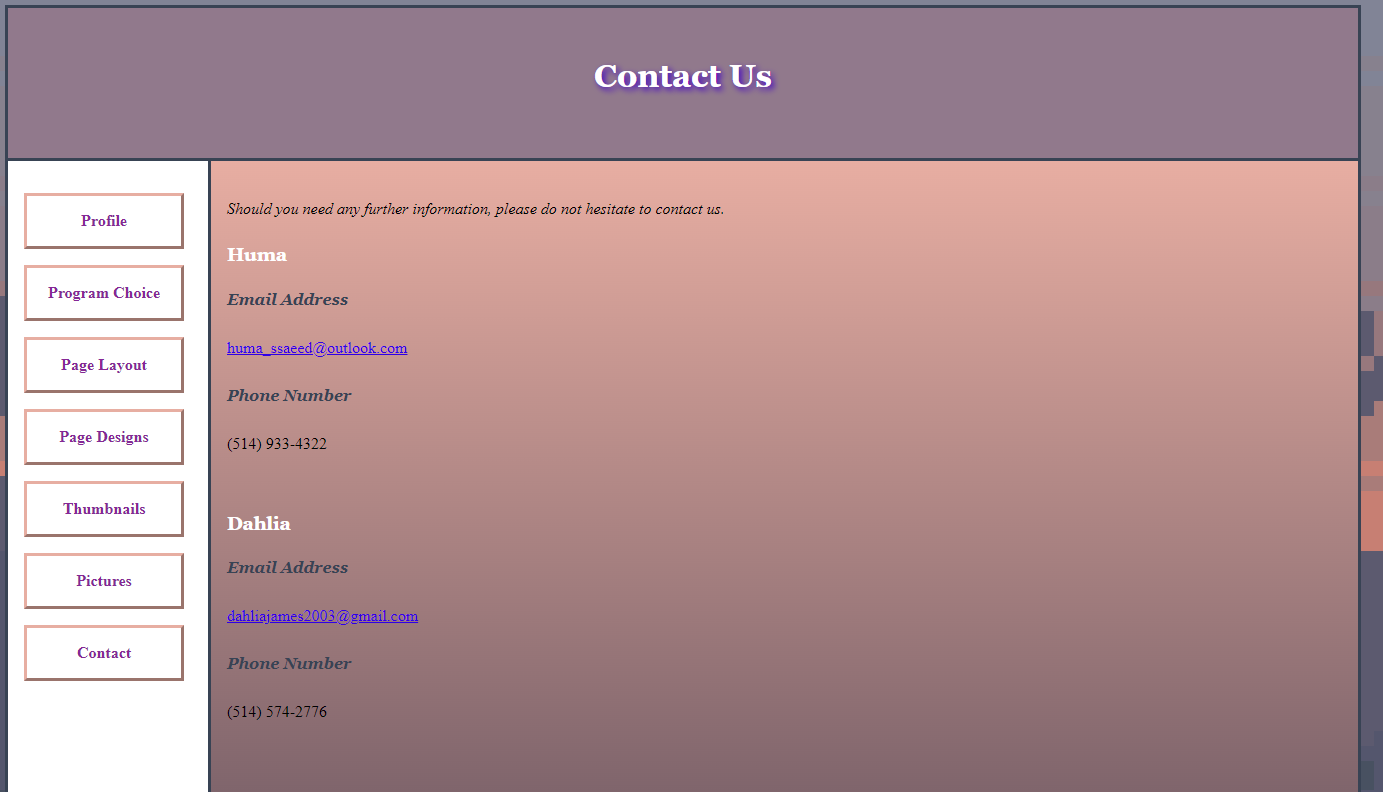 Contact Us
Profile
Program Choice
Page Layout
Page Designs
Thumbnails
Pictures
Contact
Should you need any further information, please do not hesitate to contact us.
Huma
Email Address
huma_ssaeed@outlook.com
Phone Number
(514) 933-4322
Dahlia
Email Address
dahliajames2003@gmail.com
Phone Number
(514) 574-2776